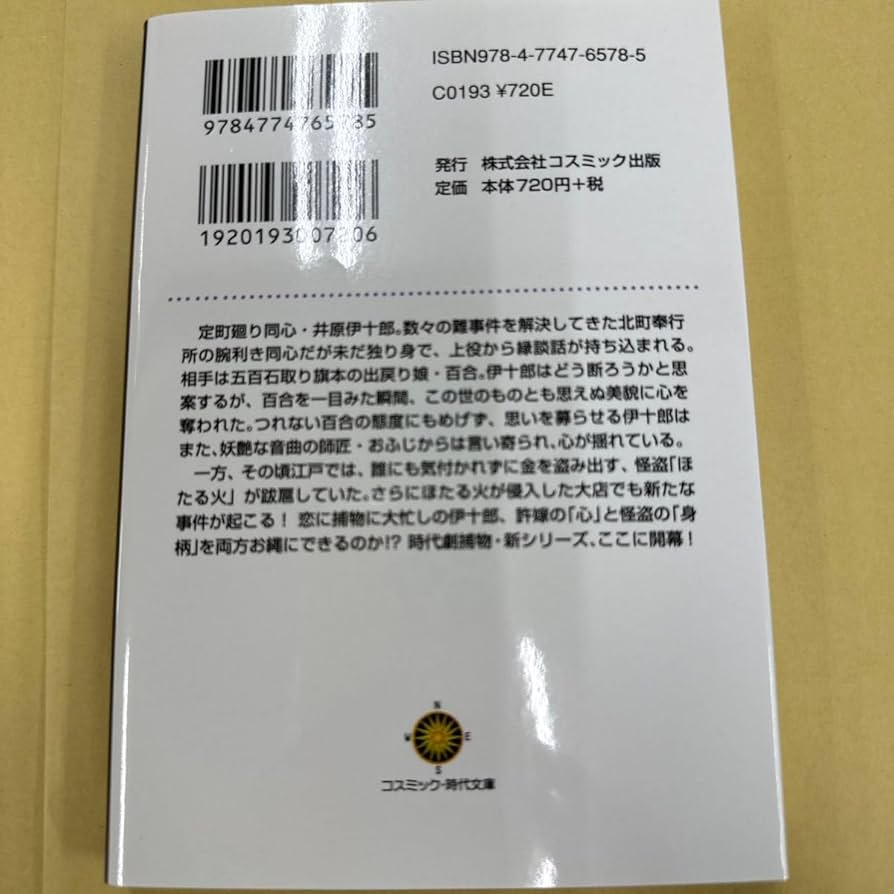 ISBN978-4-7747-6578-5
C0193 ¥720E
9784774765785
発行 株式会社コスミック出版
定価 本体720円+税
1920193007206
定町廻り同心・井原伊十郎。数々の難事件を解決してきた北町奉行
所の腕利き同心だが未だ独り身で、上役から縁談話が持ち込まれる。
相手は五百石取り旗本の出戻り娘・百合。伊十郎はどう断ろうかと思
案するが、百合を一目みた瞬間、この世のものとも思えぬ美貌に心を
奪われた。つれない百合の態度にもめげず、思いを募らせる伊十郎は
また、妖艶な音曲の師匠・おふじからは言い寄られ、心が揺れている。
一方、その頃江戸では、誰にも気付かれずに金を盗み出す、怪盗「ほ
たる火」が跋扈していた。さらにほたる火が侵入した大店でも新たな
事件が起こる! 恋に捕物に大忙しの伊十郎、許嫁の「心」と怪盗の「身
柄」を両方お縄にできるのか!? 時代劇捕物・新シリーズ、ここに開幕!
N
W E
S
コスミック・時代文庫